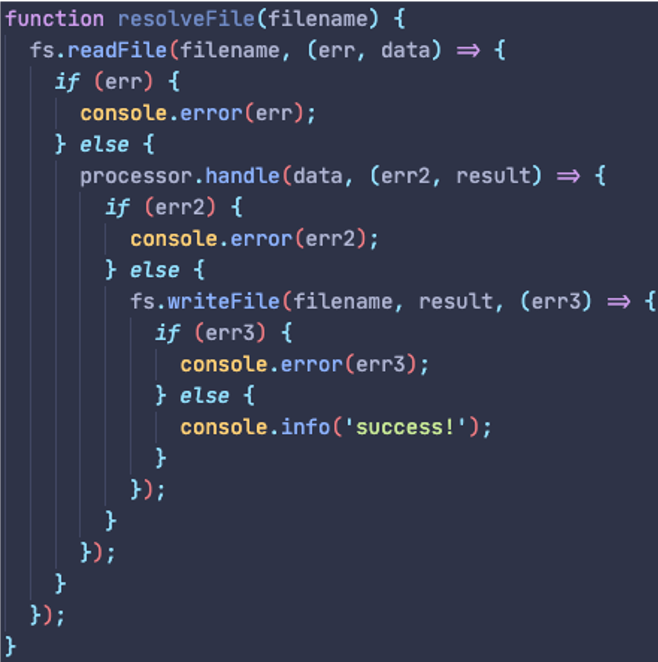 function resolveFile(filename) {
  fs.readFile(filename, (err, data) => {
    if (err) {
      console.error(err);
    } else {
      processor.handle(data, (err2, result) => {
        if (err2) {
          console.error(err2);
        } else {
          fs.writeFile(filename, result, (err3) => {
            if (err3) {
              console.error(err3);
            } else {
              console.info('success!');
            }
          });
        }
      });
    }
  });
}